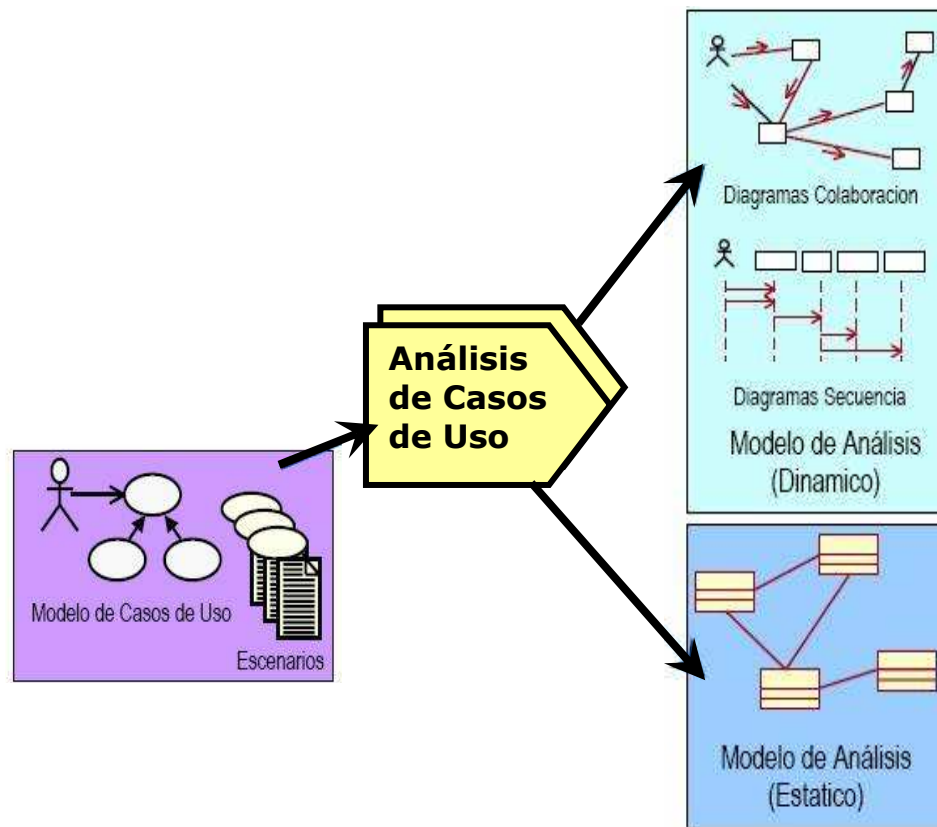 Diagramas Colaboracion
Diagramas Secuencia
Modelo de Análisis
(Dinamico)
Análisis
de Casos
de Uso
Modelo de Casos de Uso
Escenarios
Modelo de Análisis
(Estatico)